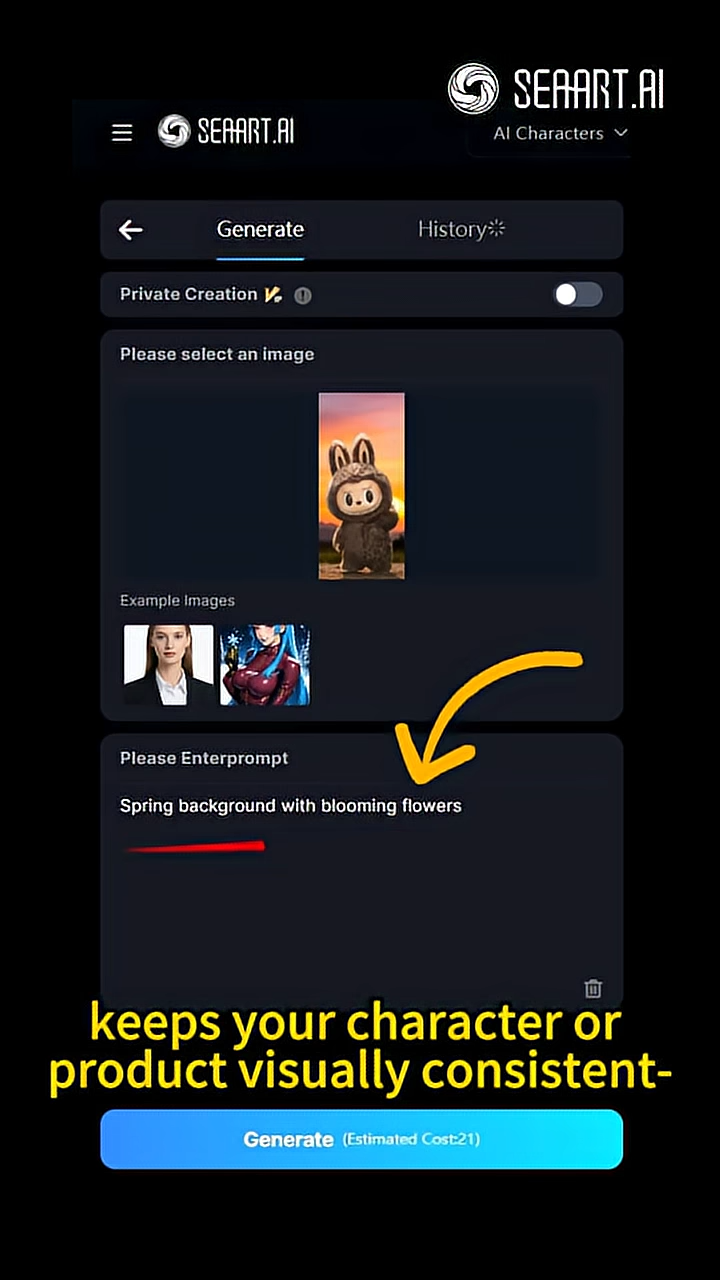 SEAART.AI
SEAART.AI
AI Characters
Generate
History
Private Creation
Please select an image
Example Images
Please Enterprompt
Spring background with blooming flowers
keeps your character or
product visually consistent-
Generate (Estimated Cost:21)